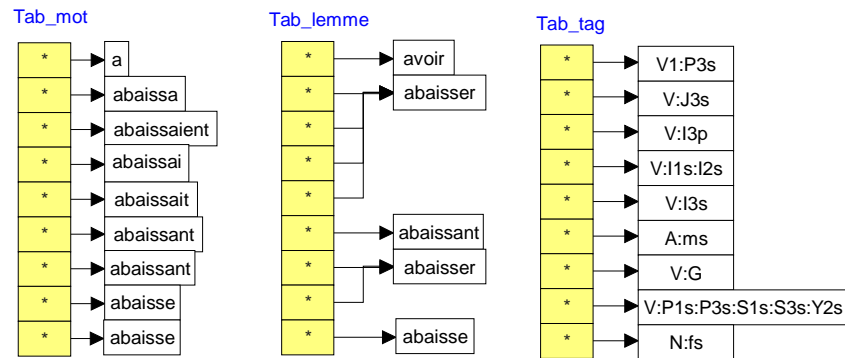 Tab_mot
Tab_lemme
Tab_tag
* a * avoir * V1:P3s
* abaissa * abaisser * V:J3s
* abaissaient * * V:I3p
* abaissai * * V:I1s:I2s
* abaissait * * V:I3s
* abaissant * abaissant * A:ms
* abaissant * abaisser * V:G
* abaisse * * V:P1s:P3s:S1s:S3s:Y2s
* abaisse * abaisse * N:fs